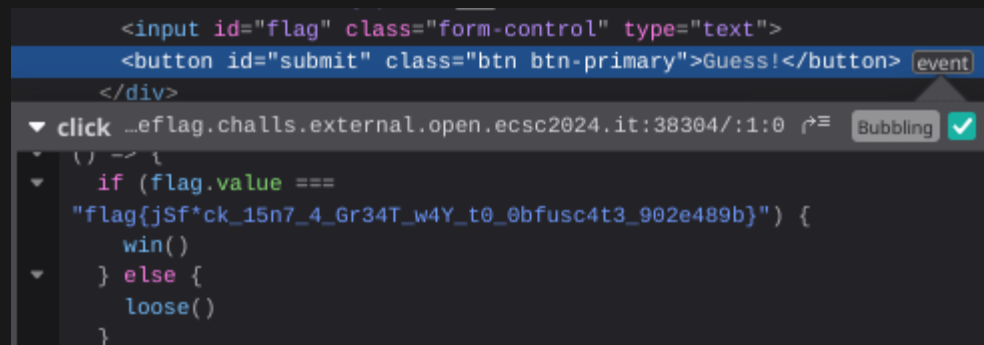 <input id="flag" class="form-control" type="text">
<button id="submit" class="btn btn-primary">Guess!</button> event
</div>
click …eflag.challs.external.open.ecsc2024.it:38304/:1:0 Bubbling
() => {
if (flag.value ===
"flag{jSf*ck_15n7_4_Gr34T_w4Y_t0_0bfusc4t3_902e489b}") {
win()
} else {
loose()
}